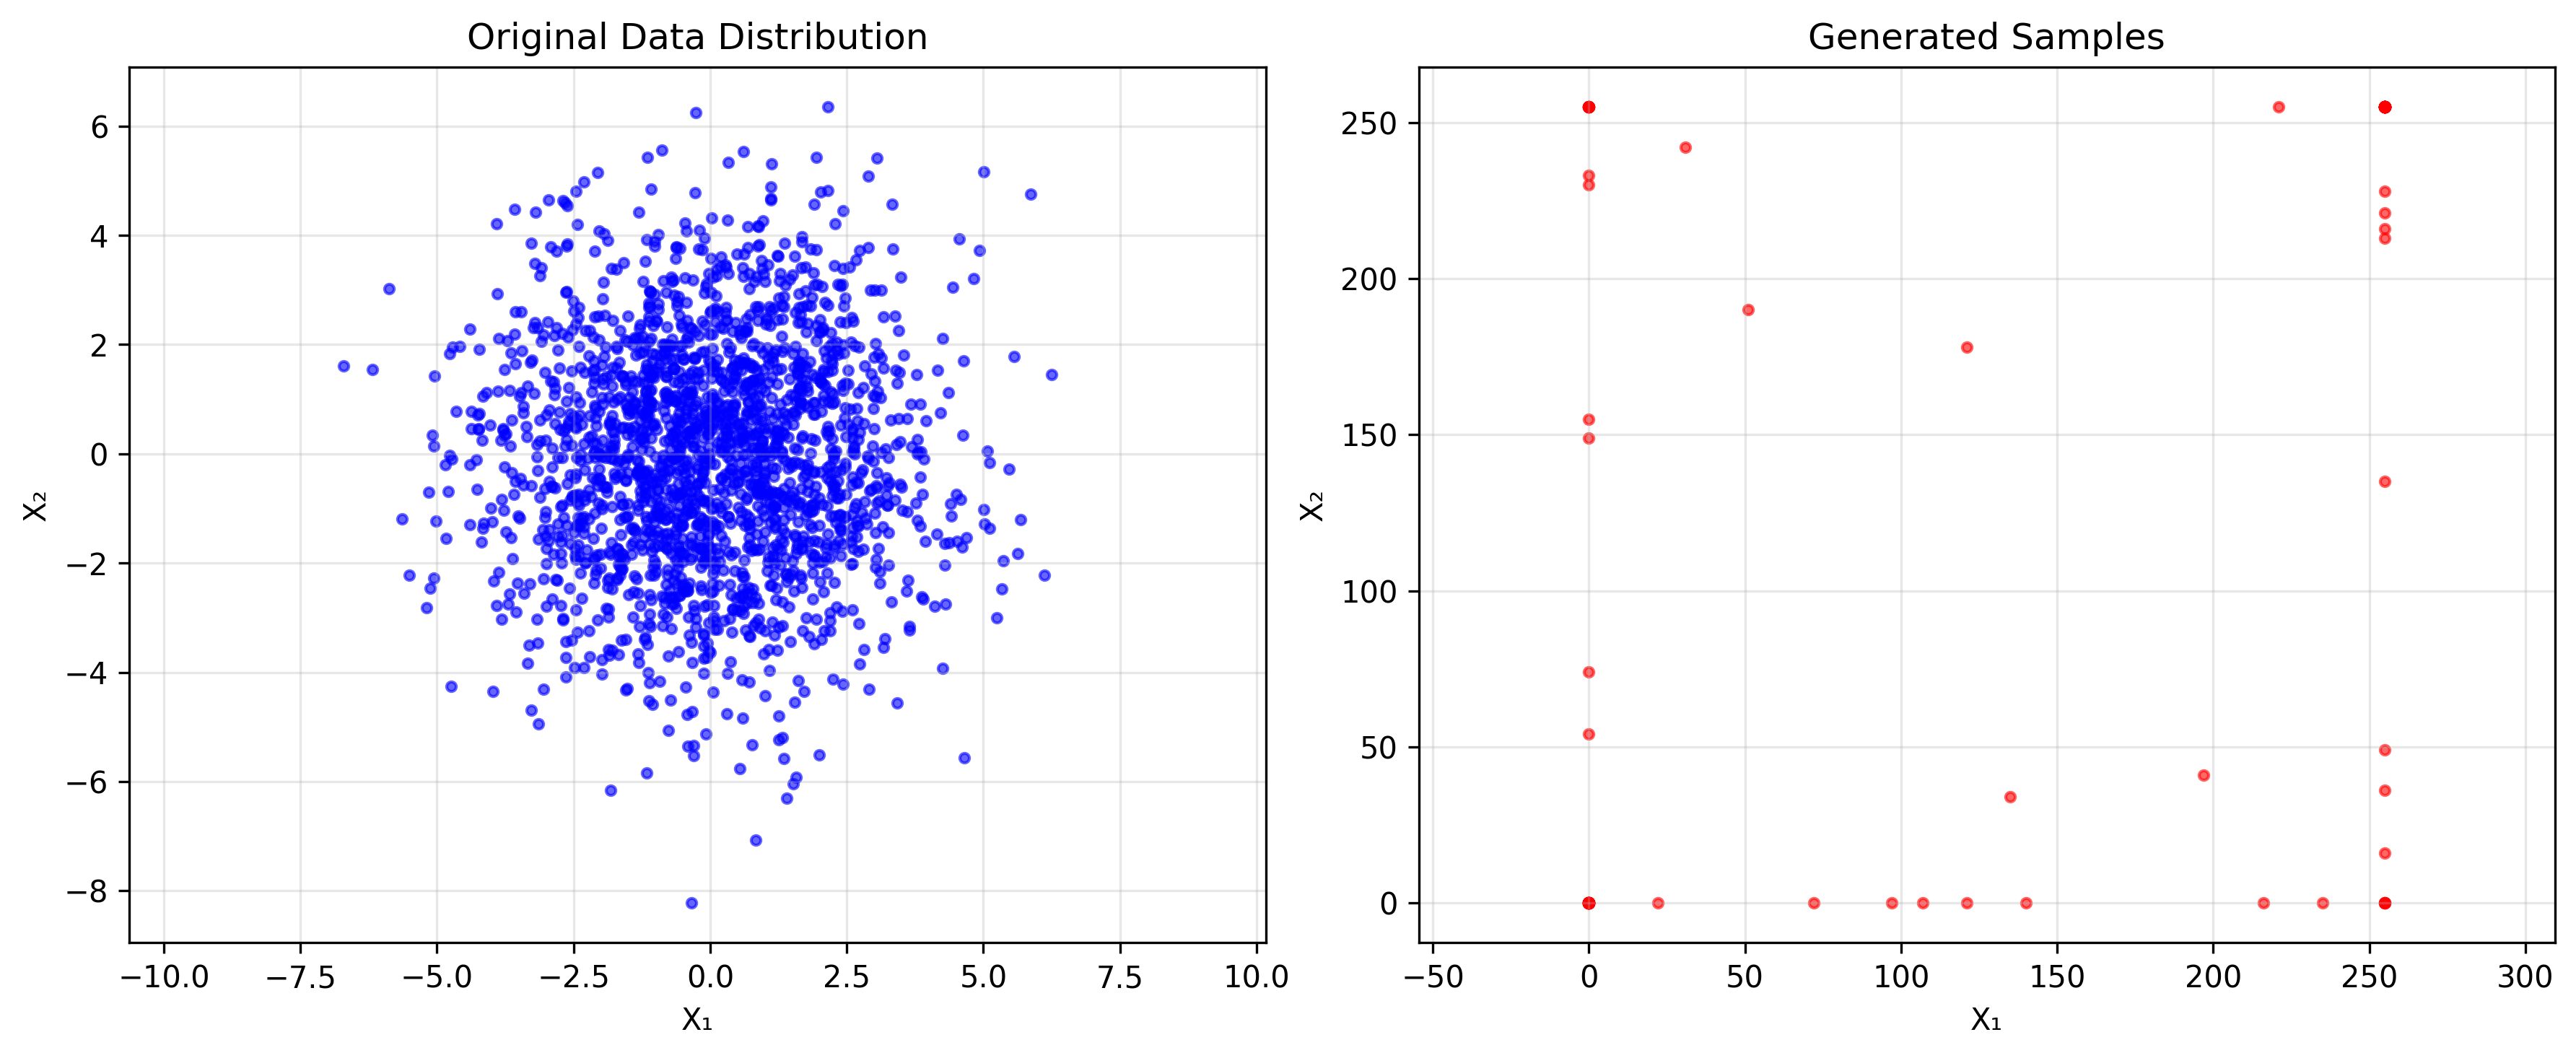 Original Data Distribution
6
4
2
0
−2
−4
−6
−8
X₂
−10.0 −7.5 −5.0 −2.5 0.0 2.5 5.0 7.5 10.0
X₁
Generated Samples
250
200
150
100
50
0
X₂
−50 0 50 100 150 200 250 300
X₁